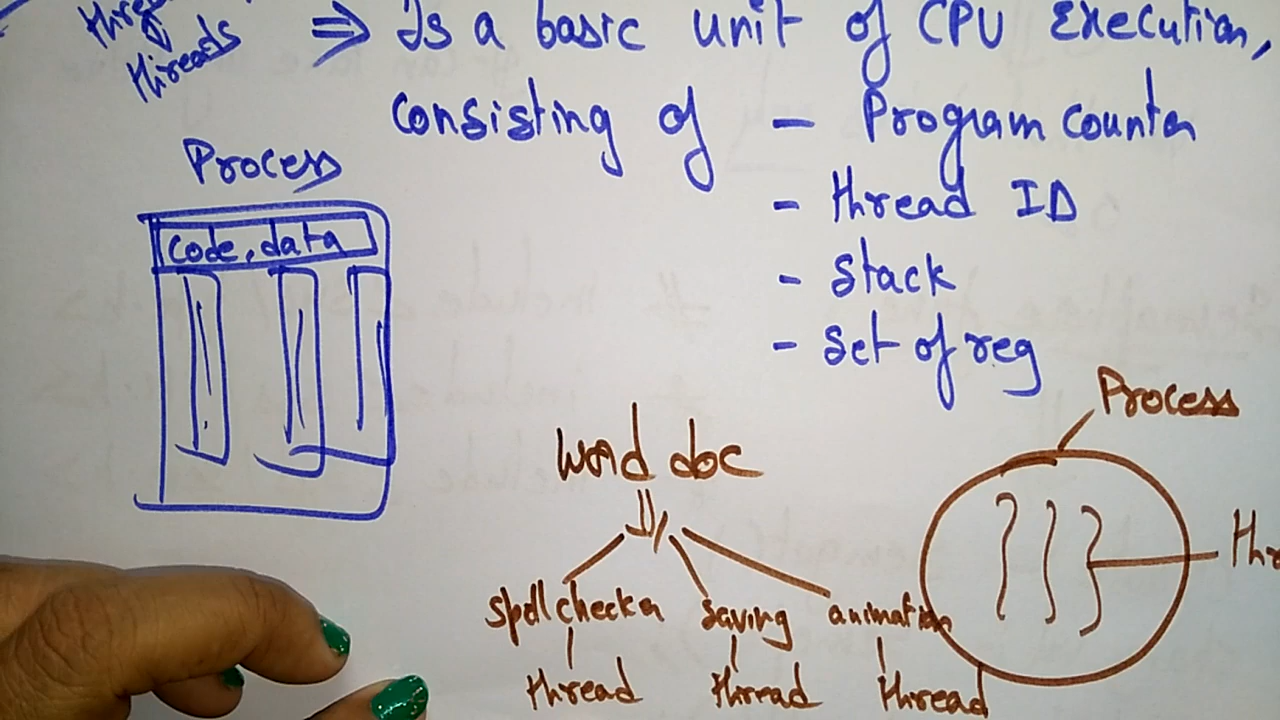 threads
⇒ Is a basic unit of CPU Execution,
consisting of - Program counter
- thread ID
- Stack
- Set of reg
Process
code, data
word doc
spell checker saving animation
thread thread thread
Process